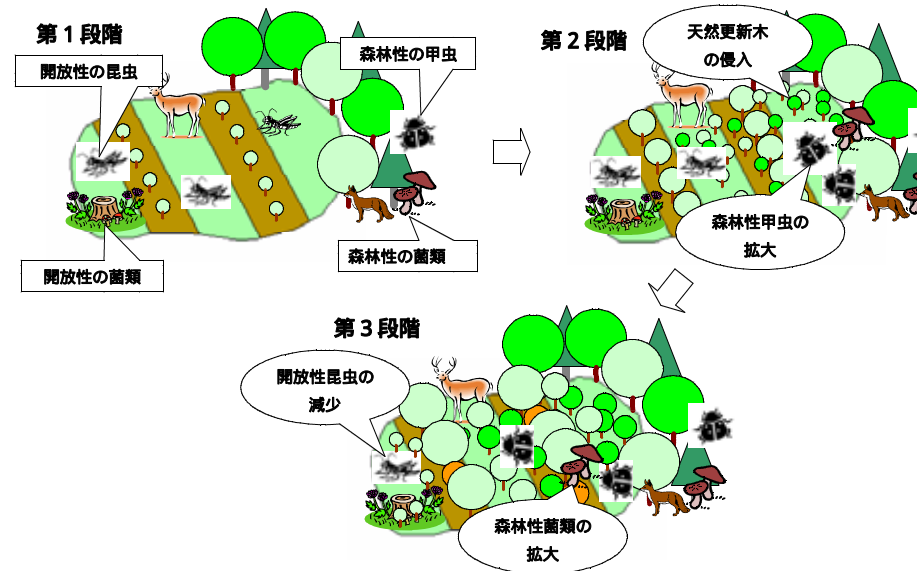 第1段階
開放性の昆虫
森林性の甲虫
開放性の菌類
森林性の菌類
第2段階
天然更新木
の侵入
森林性甲虫の
拡大
第3段階
開放性昆虫の
減少
森林性菌類の
拡大